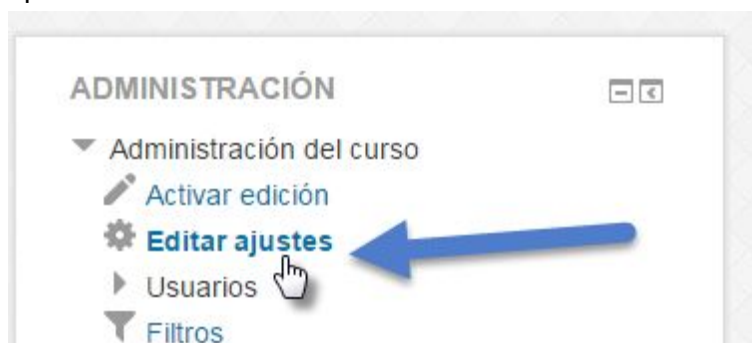 ADMINISTRACIÓN
Administración del curso
Activar edición
Editar ajustes
Usuarios
Filtros